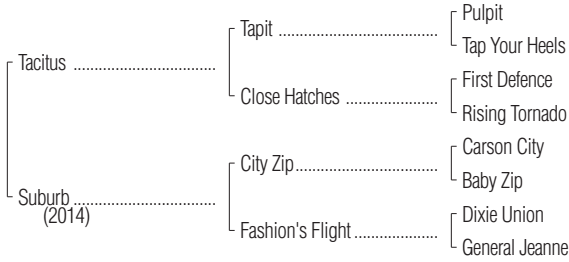 Pulpit
Tapit ................................................
Tap Your Heels
Tacitus ...........................................
First Defence
Close Hatches ............................
Rising Tornado
Carson City
City Zip...........................................
Baby Zip
Suburb ...........................................
(2014)
Dixie Union
Fashion's Flight .........................
General Jeanne